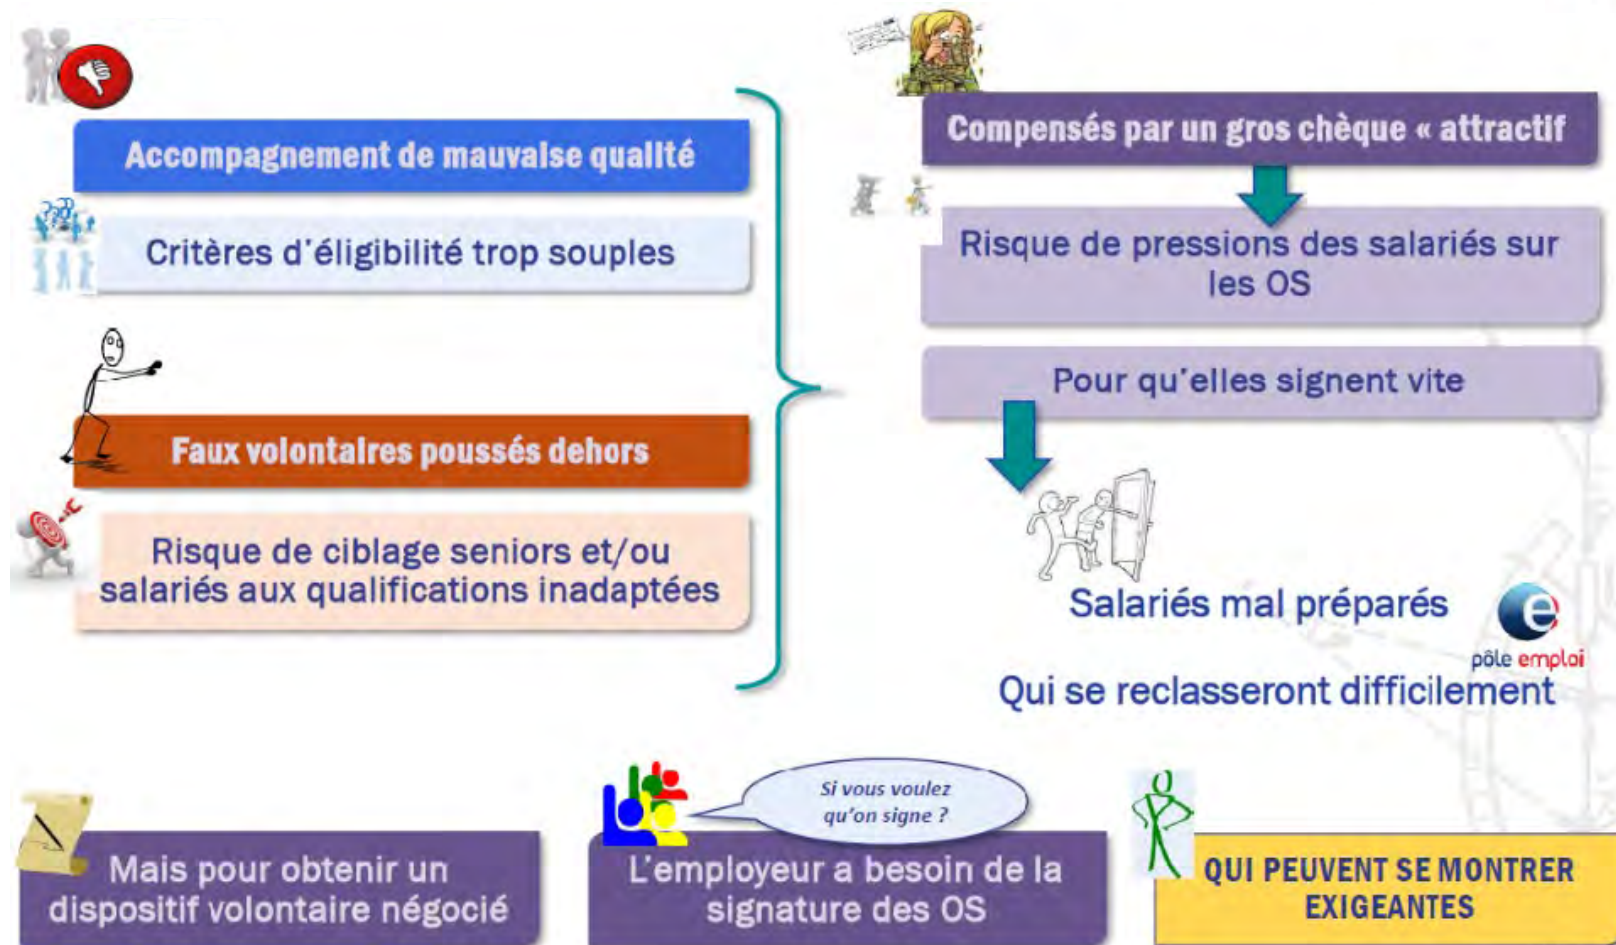 Accompagnement de mauvaise qualité
Critères d'éligibilité trop souples
Faux volontaires poussés dehors
Risque de ciblage seniors et/ou
salariés aux qualifications inadaptées
Compensés par un gros chèque « attractif
Risque de pressions des salariés sur
les OS
Pour qu'elles signent vite
Salariés mal préparés
pôle emploi
Qui se reclasseront difficilement
Mais pour obtenir un
dispositif volontaire négocié
Si vous voulez
qu'on signe ?
L'employeur a besoin de la
signature des OS
QUI PEUVENT SE MONTRER
EXIGEANTES